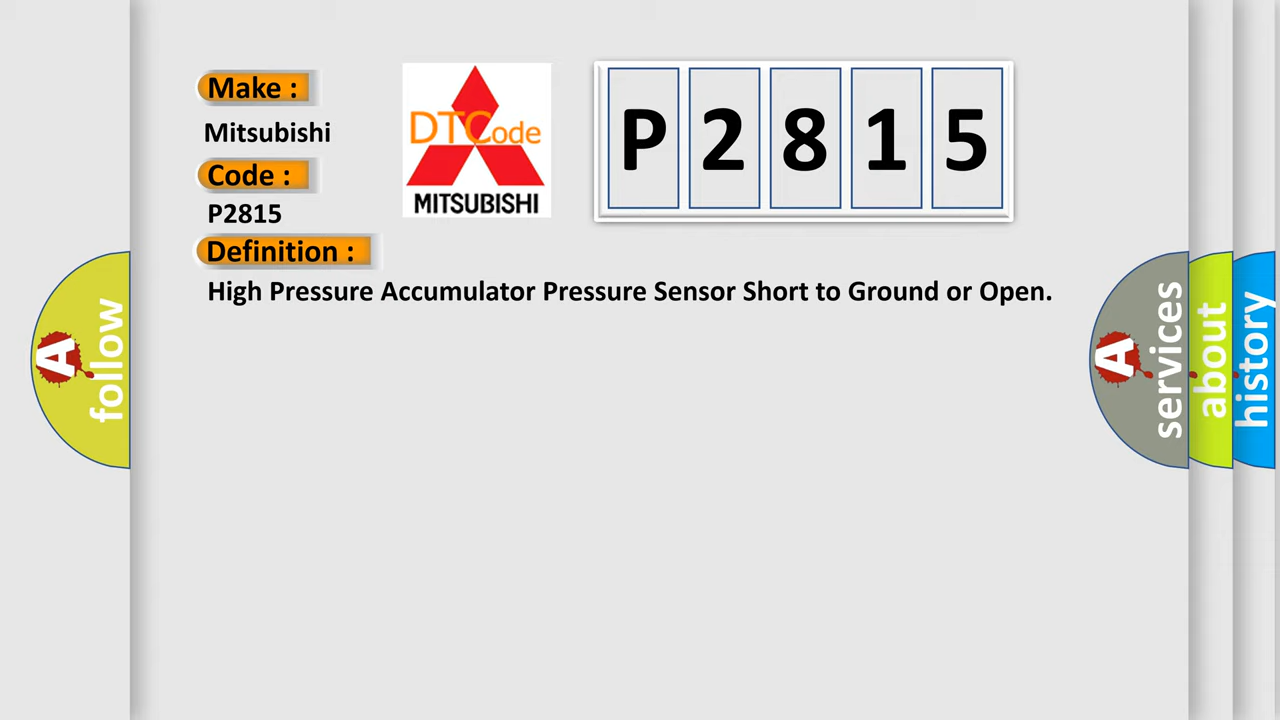 Make :
Mitsubishi
Code :
P2815
Definition :
High Pressure Accumulator Pressure Sensor Short to Ground or Open.
DTCode
MITSUBISHI
P 2 8 1 5
A
follow
A
services
about
history